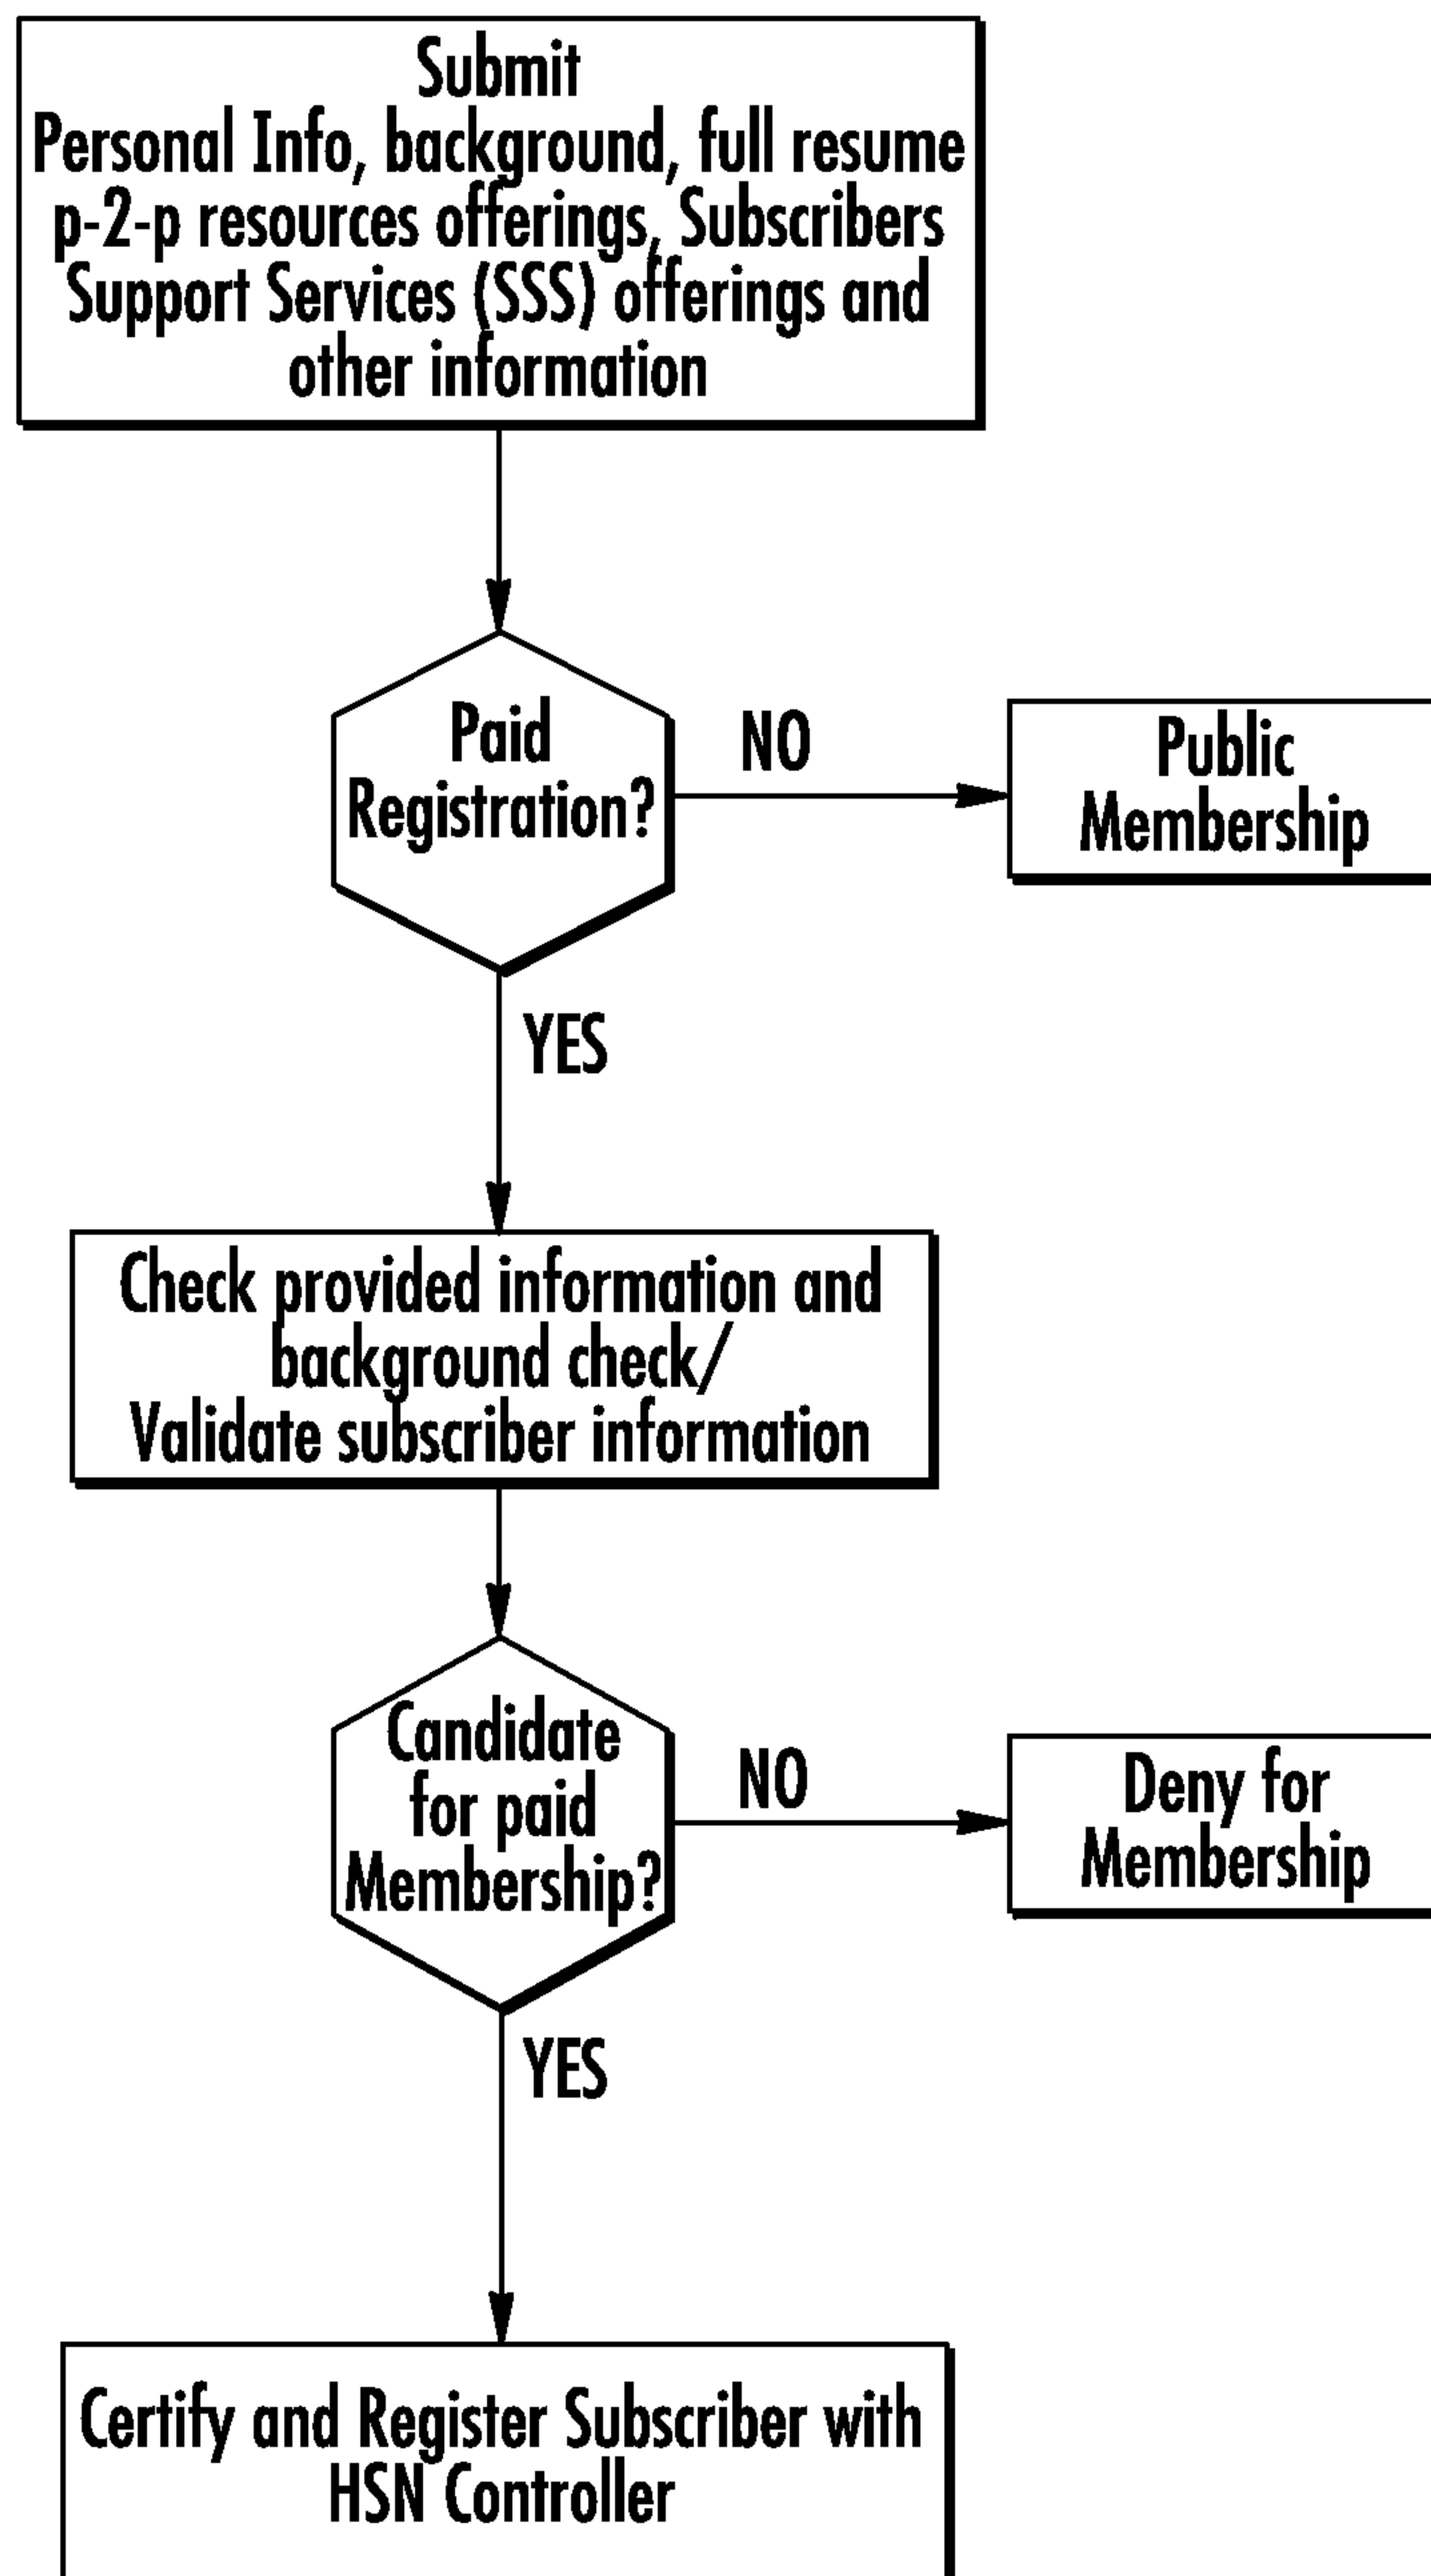 Submit
Personal Info, background, full resume
p-2-p resources offerings, Subscribers
Support Services (SSS) offerings and
other information
Paid
Registration?
NO
Public
Membership
YES
Check provided information and
background check/
Validate subscriber information
Candidate
for paid
Membership?
NO
Deny for
Membership
YES
Certify and Register Subscriber with
HSN Controller